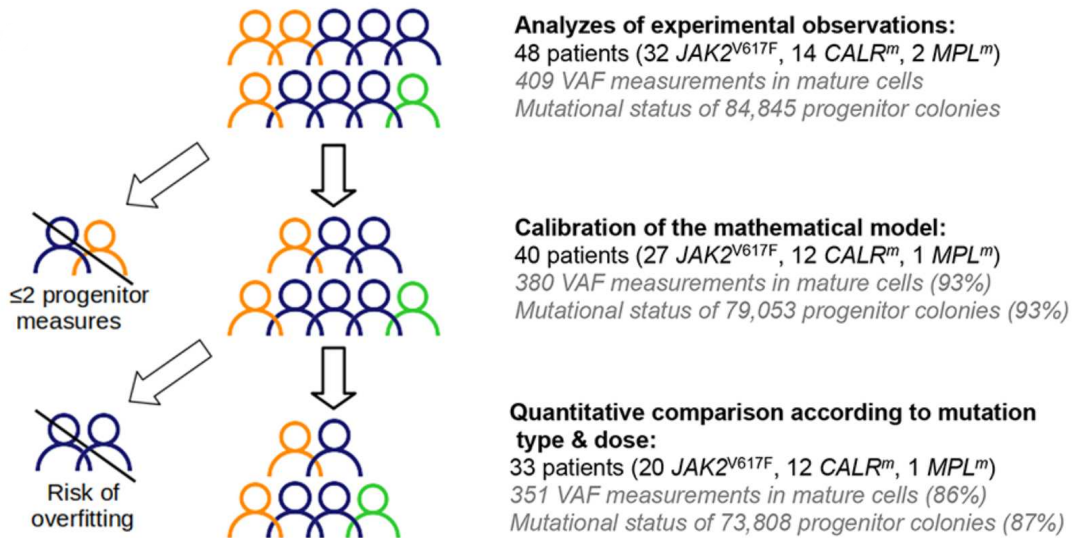 Analyzes of experimental observations:
48 patients (32 JAK2V617F, 14 CALRm, 2 MPLm)
409 VAF measurements in mature cells
Mutational status of 84,845 progenitor colonies
≤2 progenitor
measures
Calibration of the mathematical model:
40 patients (27 JAK2V617F, 12 CALRm, 1 MPLm)
380 VAF measurements in mature cells (93%)
Mutational status of 79,053 progenitor colonies (93%)
Risk of
overfitting
Quantitative comparison according to mutation
type & dose:
33 patients (20 JAK2V617F, 12 CALRm, 1 MPLm)
351 VAF measurements in mature cells (86%)
Mutational status of 73,808 progenitor colonies (87%)